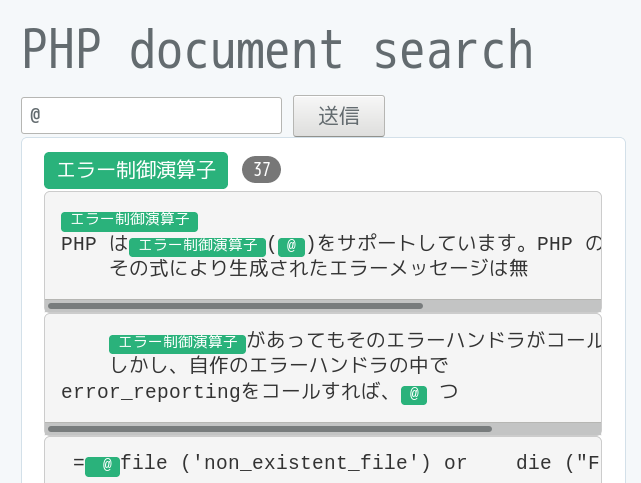 PHP document search
@ 送信
エラー制御演算子 37
エラー制御演算子
PHP はエラー制御演算子(@)をサポートしています。PHP の
その式により生成されたエラーメッセージは無
エラー制御演算子があってもそのエラーハンドラがコール
しかし、自作のエラーハンドラの中で
error_reportingをコールすれば、@ つ
=@file ('non_existent_file') or die ("F